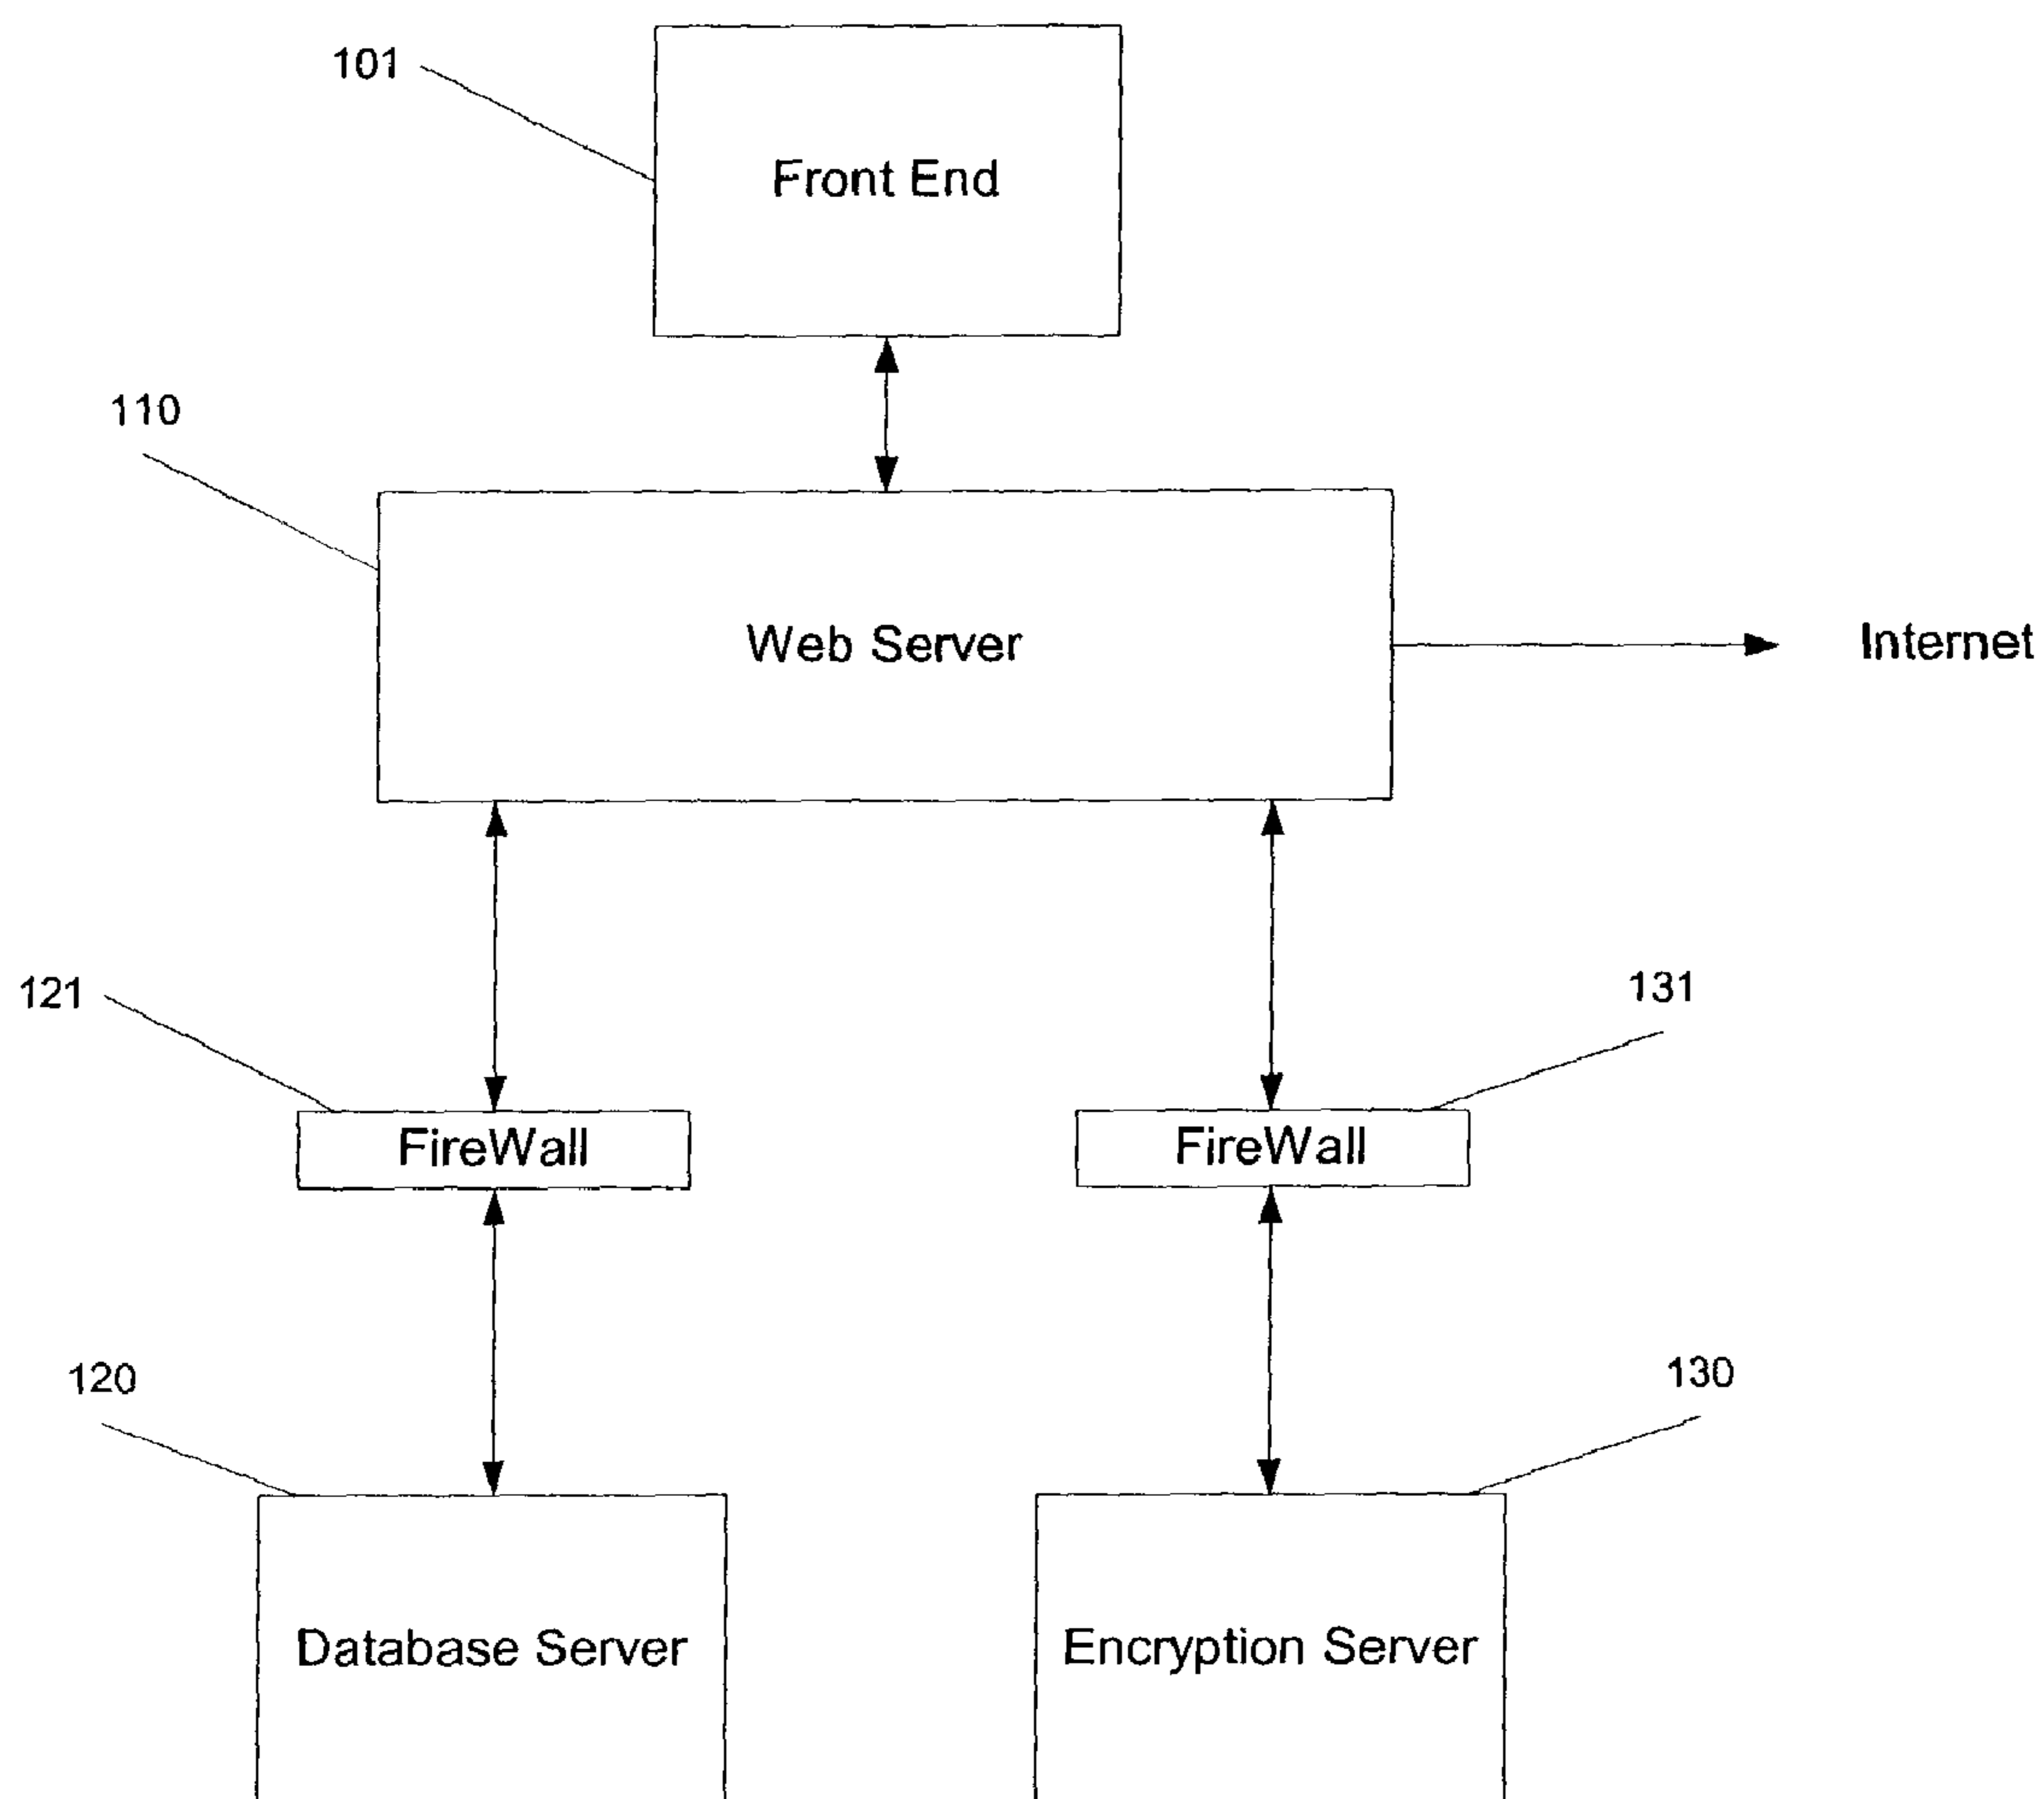 101
Front End
110
Web Server
Internet
121
131
FireWall
FireWall
120
130
Database Server
Encryption Server